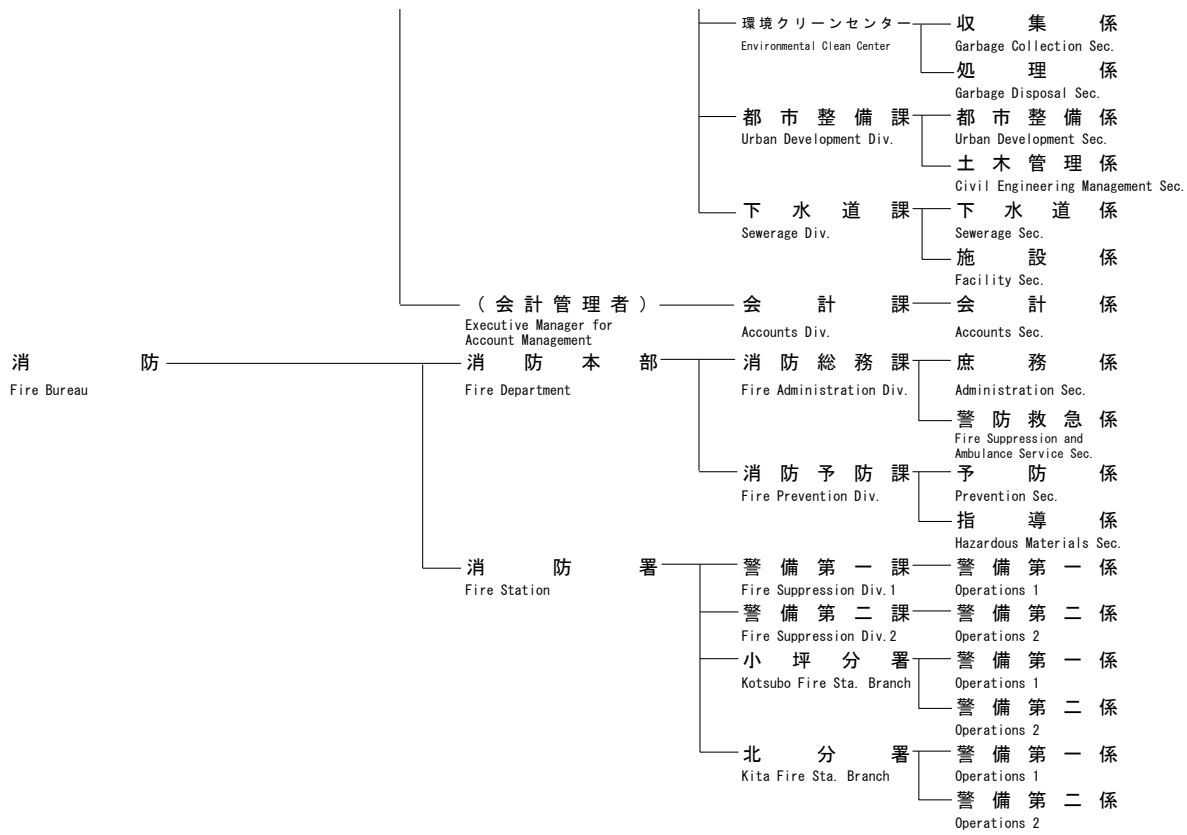 環境クリーンセンター 収集係
Environmental Clean Center Garbage Collection Sec.
処理係
Garbage Disposal Sec.
都市整備課 都市整備係
Urban Development Div. Urban Development Sec.
土木管理係
Civil Engineering Management Sec.
下水道課 下水道係
Sewerage Div. Sewerage Sec.
施設係
Facility Sec.
(会計管理者) 会計課 会計係
Executive Manager for Account Management Accounts Div. Accounts Sec.
消防 消防本部 消防総務課 庶務係
Fire Bureau Fire Department Fire Administration Div. Administration Sec.
警防救急係
Fire Suppression and
Ambulance Service Sec.
消防予防課 予防係
Fire Prevention Div. Prevention Sec.
指導係
Hazardous Materials Sec.
消防署 警備第一課 警備第一係
Fire Station Fire Suppression Div.1 Operations 1
警備第二課 警備第二係
Fire Suppression Div.2 Operations 2
小坪分署 警備第一係
Kotsubo Fire Sta. Branch Operations 1
警備第二係
Operations 2
北分署 警備第一係
Kita Fire Sta. Branch Operations 1
警備第二係
Operations 2